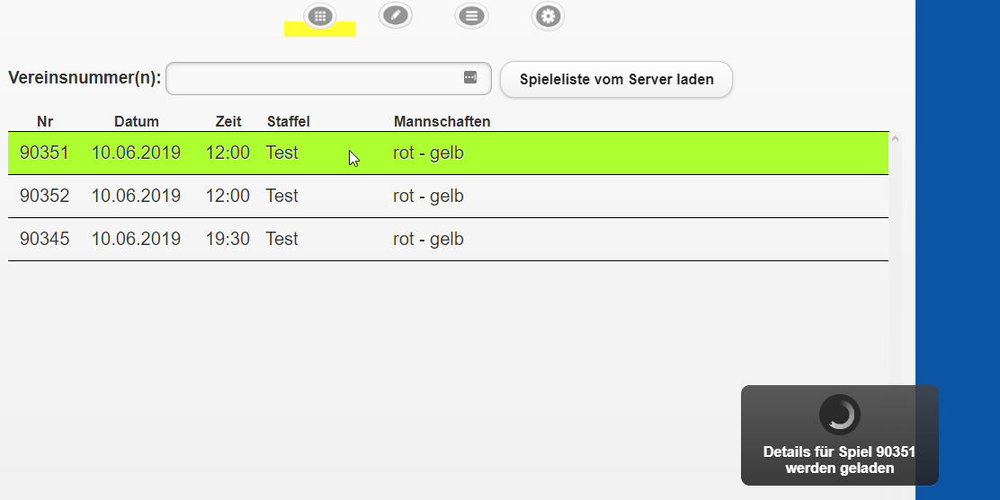 Vereinsnummer(n): Spieleliste vom Server laden
Nr Datum Zeit Staffel Mannschaften
90351 10.06.2019 12:00 Test rot - gelb
90352 10.06.2019 12:00 Test rot - gelb
90345 10.06.2019 19:30 Test rot - gelb
Details für Spiel 90351
werden geladen